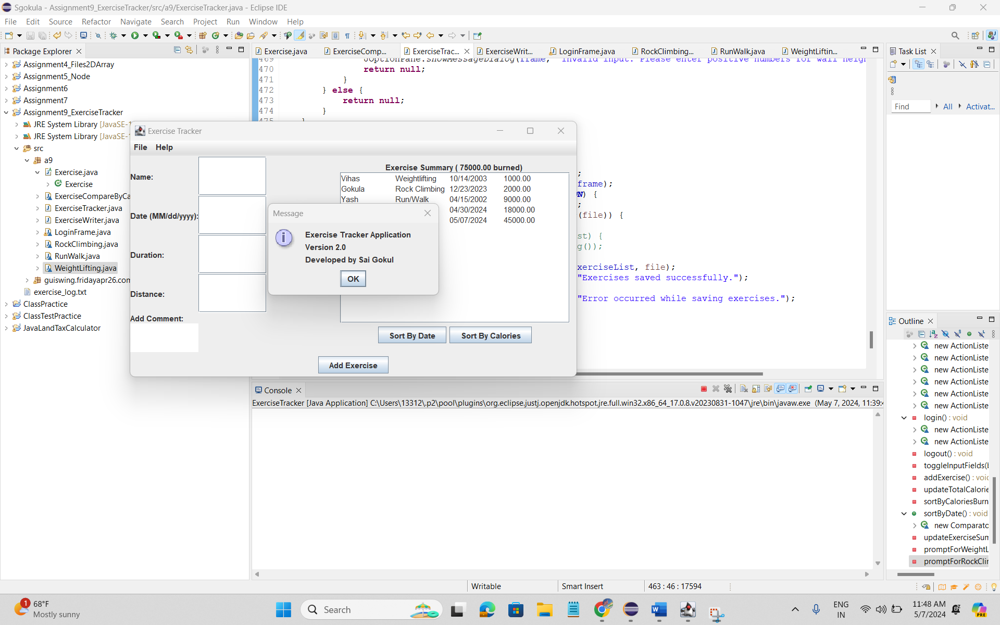 Sgokula - Assignment9_ExerciseTracker/src/a9/ExerciseTracker.java - Eclipse IDE
File Edit Source Refactor Navigate Search Project Run Window Help
Package Explorer
Assignment4_Files2DArray
Assignment5_Node
Assignment6
Assignment7
Assignment9_ExerciseTracker
JRE System Library [JavaSE-1
JRE System Library [JavaSE-
src
a9
Exercise.java
Exercise
ExerciseCompareByCa
ExerciseTracker.java
ExerciseWriter.java
LoginFrame.java
RockClimbing.java
RunWalk.java
WeightLifting.java
guiswing.fridayapr26.con
exercise_log.txt
ClassPractice
ClassTestPractice
JavaLandTaxCalculator
Exercise.java ExerciseComp... ExerciseTrac... ExerciseWrit... LoginFrame.java RockClimbing... RunWalk.java WeightLiftin...
469 JOptionPane.showMessageDialog(frame, "Invalid input. Please enter positive numbers for wall heigh
470 return null;
471 }
472 } else {
473 return null;
474 }
475 }
;
frame);
N) {
;
(file)) {
st) {
g());
xerciseList, file);
"Exercises saved successfully.");
"Error occurred while saving exercises.");
Exercise Tracker
File Help
Name:
Date (MM/dd/yyyy):
Duration:
Distance:
Add Comment:
Exercise Summary ( 75000.00 burned)
Vihas Weightlifting 10/14/2003 1000.00
Gokula Rock Climbing 12/23/2023 2000.00
Yash Run/Walk 04/15/2002 9000.00
04/30/2024 18000.00
05/07/2024 45000.00
Sort By Date Sort By Calories
Add Exercise
Message
Exercise Tracker Application
Version 2.0
Developed by Sai Gokul
OK
Console
ExerciseTracker [Java Application] C:\Users\13312\.p2\pool\plugins\org.eclipse.justj.openjdk.hotspot.jre.full.win32.x86_64_17.0.8.v20230831-1047\jre\bin\javaw.exe (May 7, 2024, 11:39:4
Task List
Find All Activat...
Outline
new ActionListe
new ActionListe
new ActionListe
new ActionListe
new ActionListe
new ActionListe
login() : void
new ActionListe
new ActionListe
logout() : void
toggleInputFields(b
addExercise() : voic
updateTotalCalorie
sortByCaloriesBurn
sortByDate() : void
new Comparato
updateExerciseSum
promptForWeightL
promptForRockClin
Writable Smart Insert 463 : 46 : 17594
1
68°F
Mostly sunny
Search
ENG
IN
11:48 AM
5/7/2024
PRE